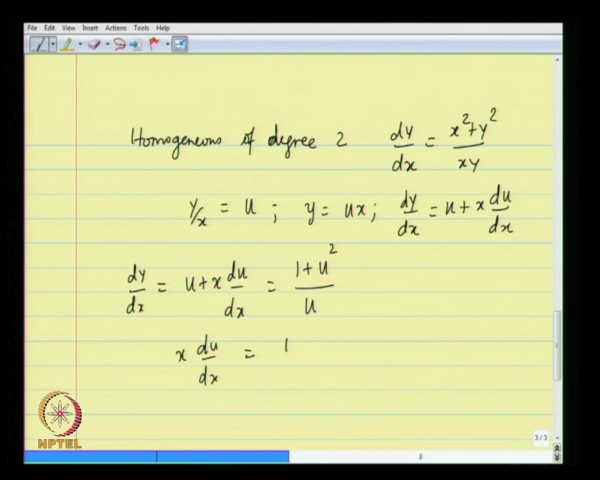 File Edit View Insert Actions Tools Help
Homogeneous of degree 2 dy/dx = x²+y²/xy
y/x = u ; y = ux ; dy/dx = u + x du/dx
dy/dx = u + x du/dx = 1+u²/u
x du/dx = 1
3/3
NPTEL
3